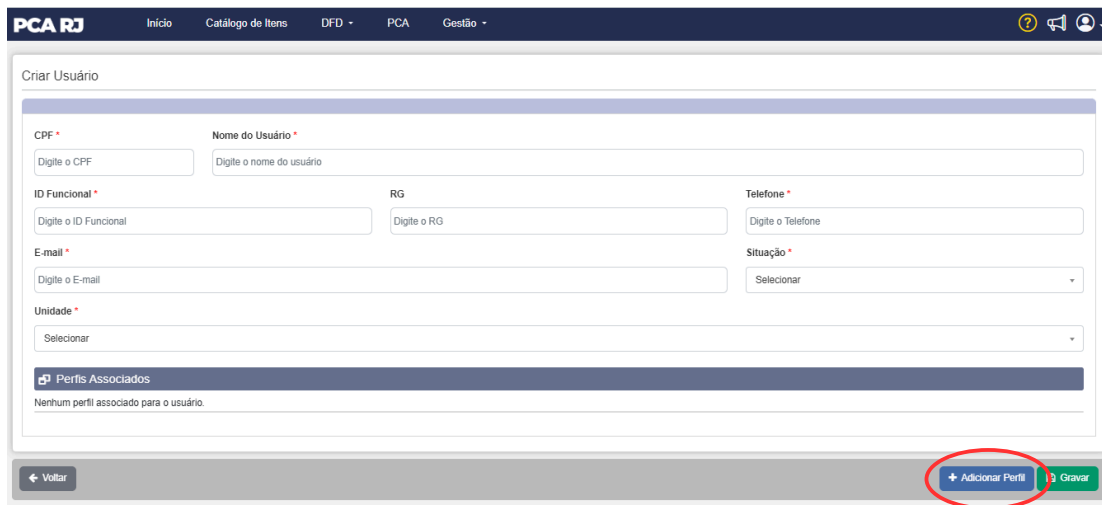 PCA RJ Início Catálogo de Itens DFD PCA Gestão ?
Criar Usuário
CPF * Nome do Usuário *
Digite o CPF Digite o nome do usuário
ID Funcional * RG Telefone *
Digite o ID Funcional Digite o RG Digite o Telefone
E-mail * Situação *
Digite o E-mail Selecionar
Unidade *
Selecionar
Perfis Associados
Nenhum perfil associado para o usuário.
Voltar + Adicionar Perfil Gravar